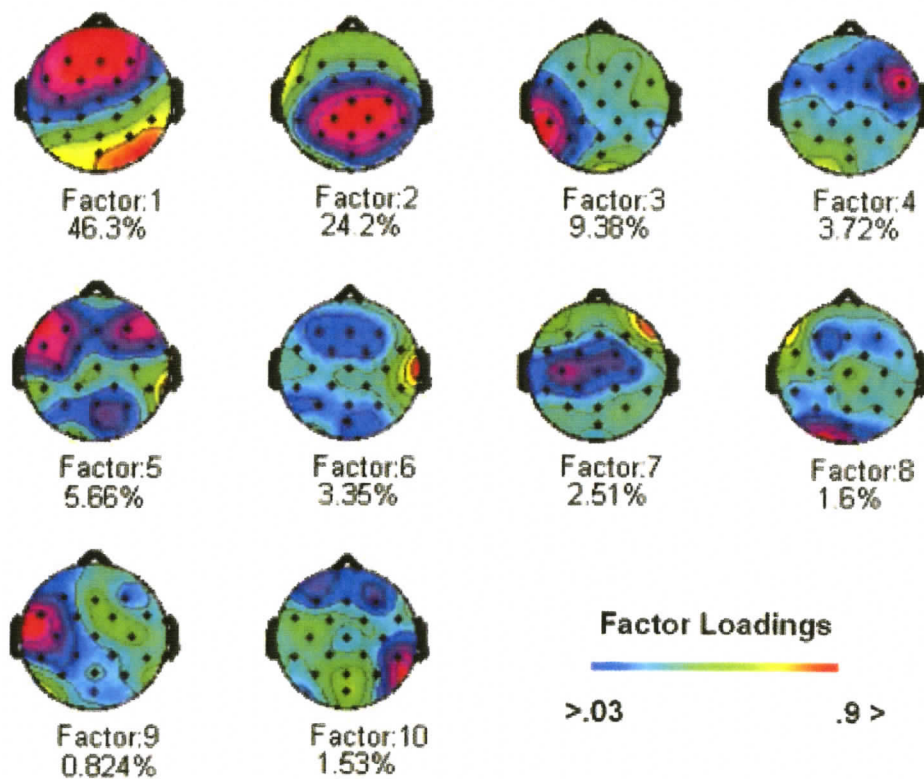 Factor:1
46.3%
Factor:2
24.2%
Factor:3
9.38%
Factor:4
3.72%
Factor:5
5.66%
Factor:6
3.35%
Factor:7
2.51%
Factor:8
1.6%
Factor:9
0.824%
Factor:10
1.53%
Factor Loadings
>.03 .9 >